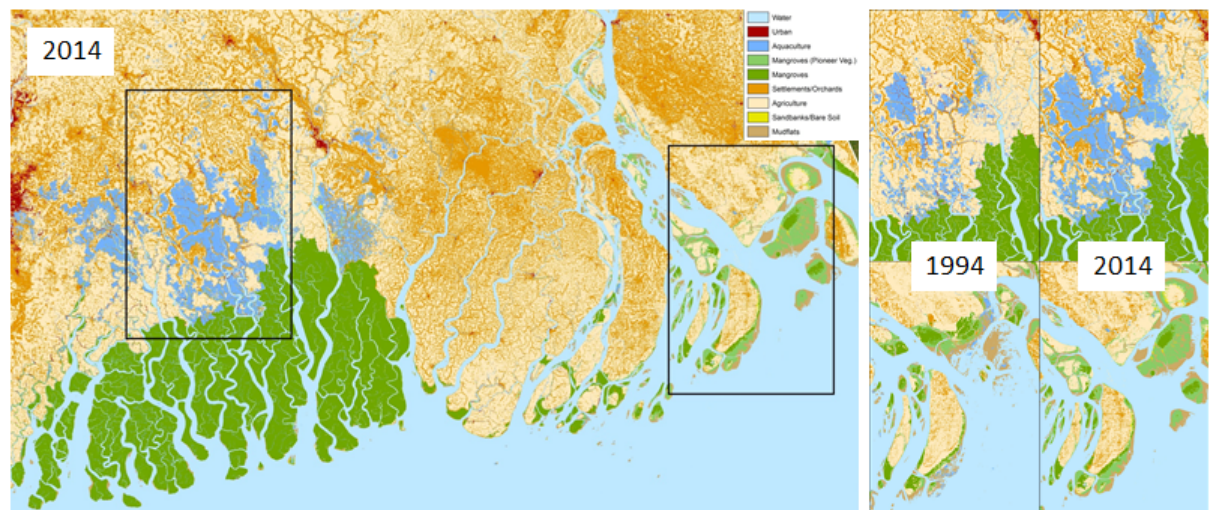 2014
Water
Urban
Aquaculture
Mangroves (Pioneer Veg.)
Mangroves
Settlements/Orchards
Agriculture
Sandbanks/Bare Soil
Mudflats
1994
2014